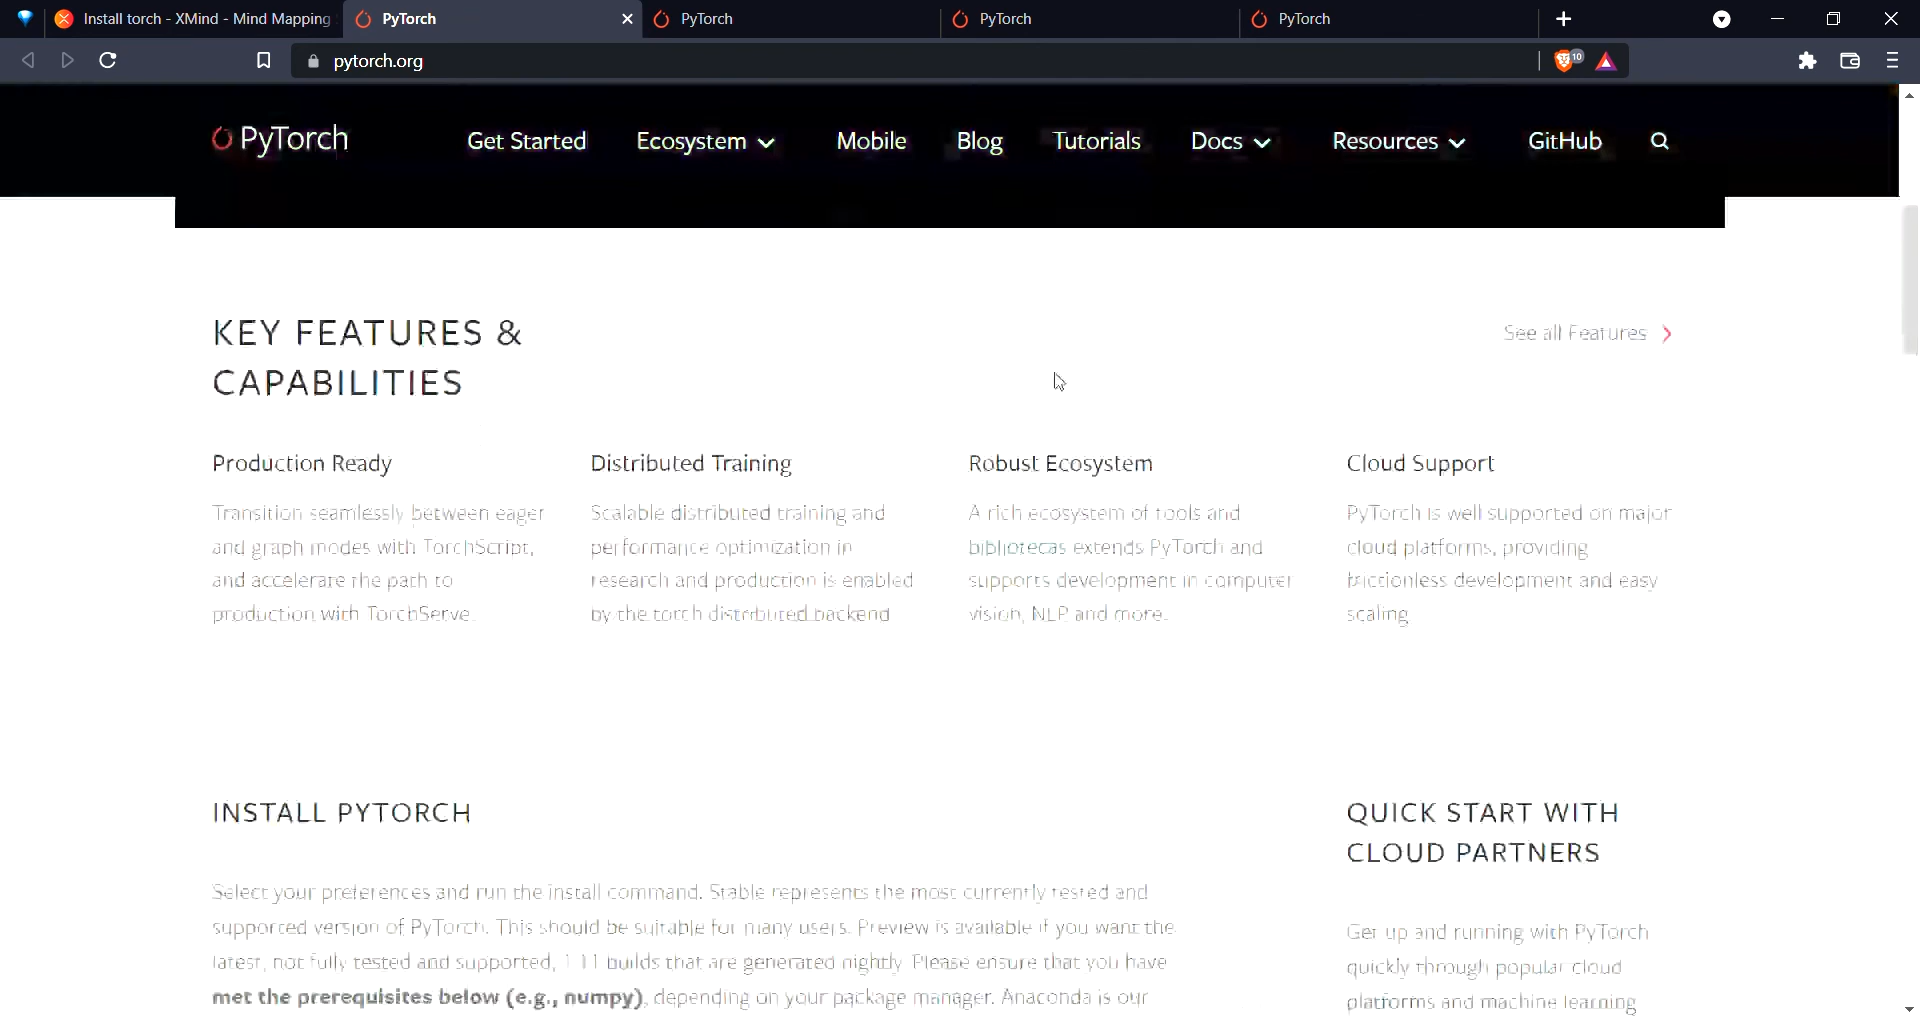 Install torch - XMind - Mind Mapping
PyTorch
PyTorch
PyTorch
PyTorch
pytorch.org
10
PyTorch
Get Started
Ecosystem
Mobile
Blog
Tutorials
Docs
Resources
GitHub
KEY FEATURES &
CAPABILITIES
See all Features
Production Ready
Transition seamlessly between eager
and graph modes with TorchScript,
and accelerate the path to
production with TorchServe.
Distributed Training
Scalable distributed training and
performance optimization in
research and production is enabled
by the torch distributed backend
Robust Ecosystem
A rich ecosystem of tools and
bibliotecas extends PyTorch and
supports development in computer
vision, NLP and more.
Cloud Support
PyTorch is well supported on major
cloud platforms, providing
frictionless development and easy
scaling
INSTALL PYTORCH
Select your preferences and run the install command. Stable represents the most currently tested and
supported version of PyTorch. This should be suitable for many users. Preview is available if you want the
latest, not fully tested and supported, 1.11 builds that are generated nightly. Please ensure that you have
met the prerequisites below (e.g., numpy), depending on your package manager. Anaconda is our
QUICK START WITH
CLOUD PARTNERS
Get up and running with PyTorch
quickly through popular cloud
platforms and machine learning